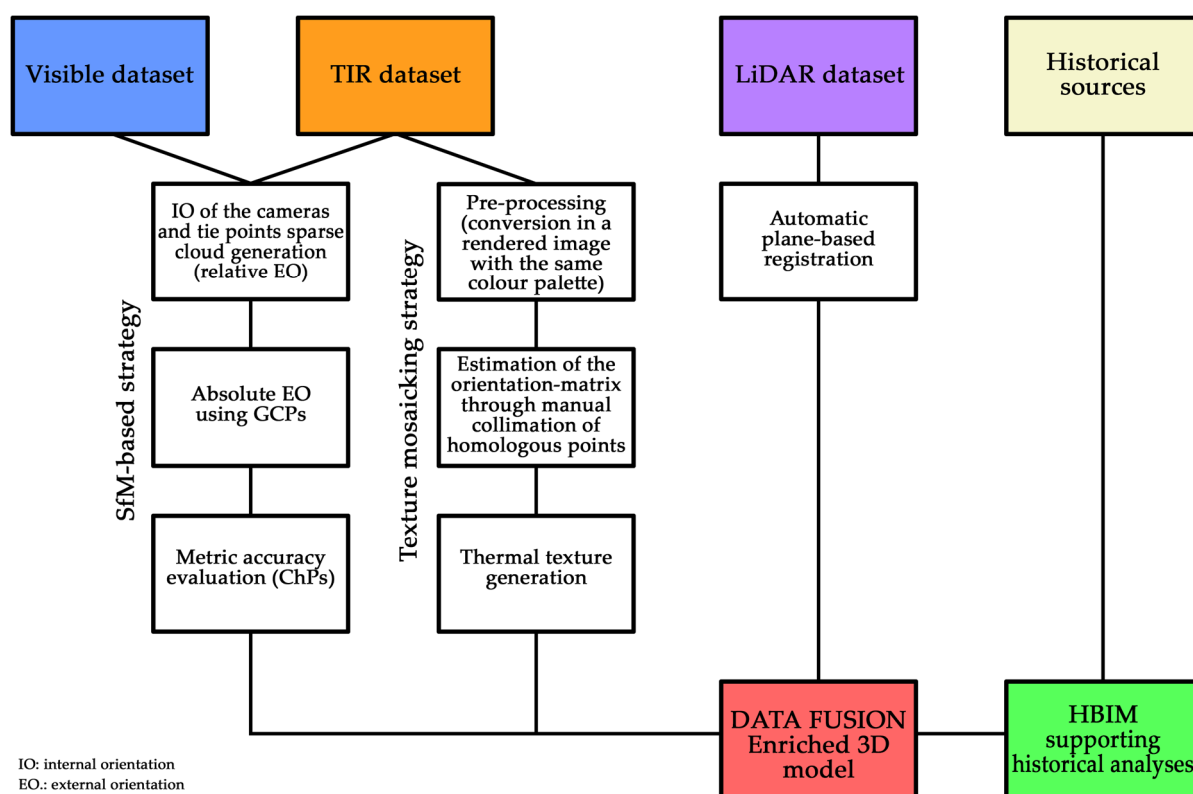 Visible dataset
TIR dataset
LiDAR dataset
Historical
sources
SfM-based strategy
IO of the cameras
and tie points sparse
cloud generation
(relative EO)
Absolute EO
using GCPs
Metric accuracy
evaluation (ChPs)
Texture mosaicking strategy
Pre-processing
(conversion in a
rendered image
with the same
colour palette)
Estimation of the
orientation-matrix
through manual
collimation of
homologous points
Thermal texture
generation
Automatic
plane-based
registration
DATA FUSION
Enriched 3D
model
HBIM
supporting
historical analyses
IO: internal orientation
EO.: external orientation